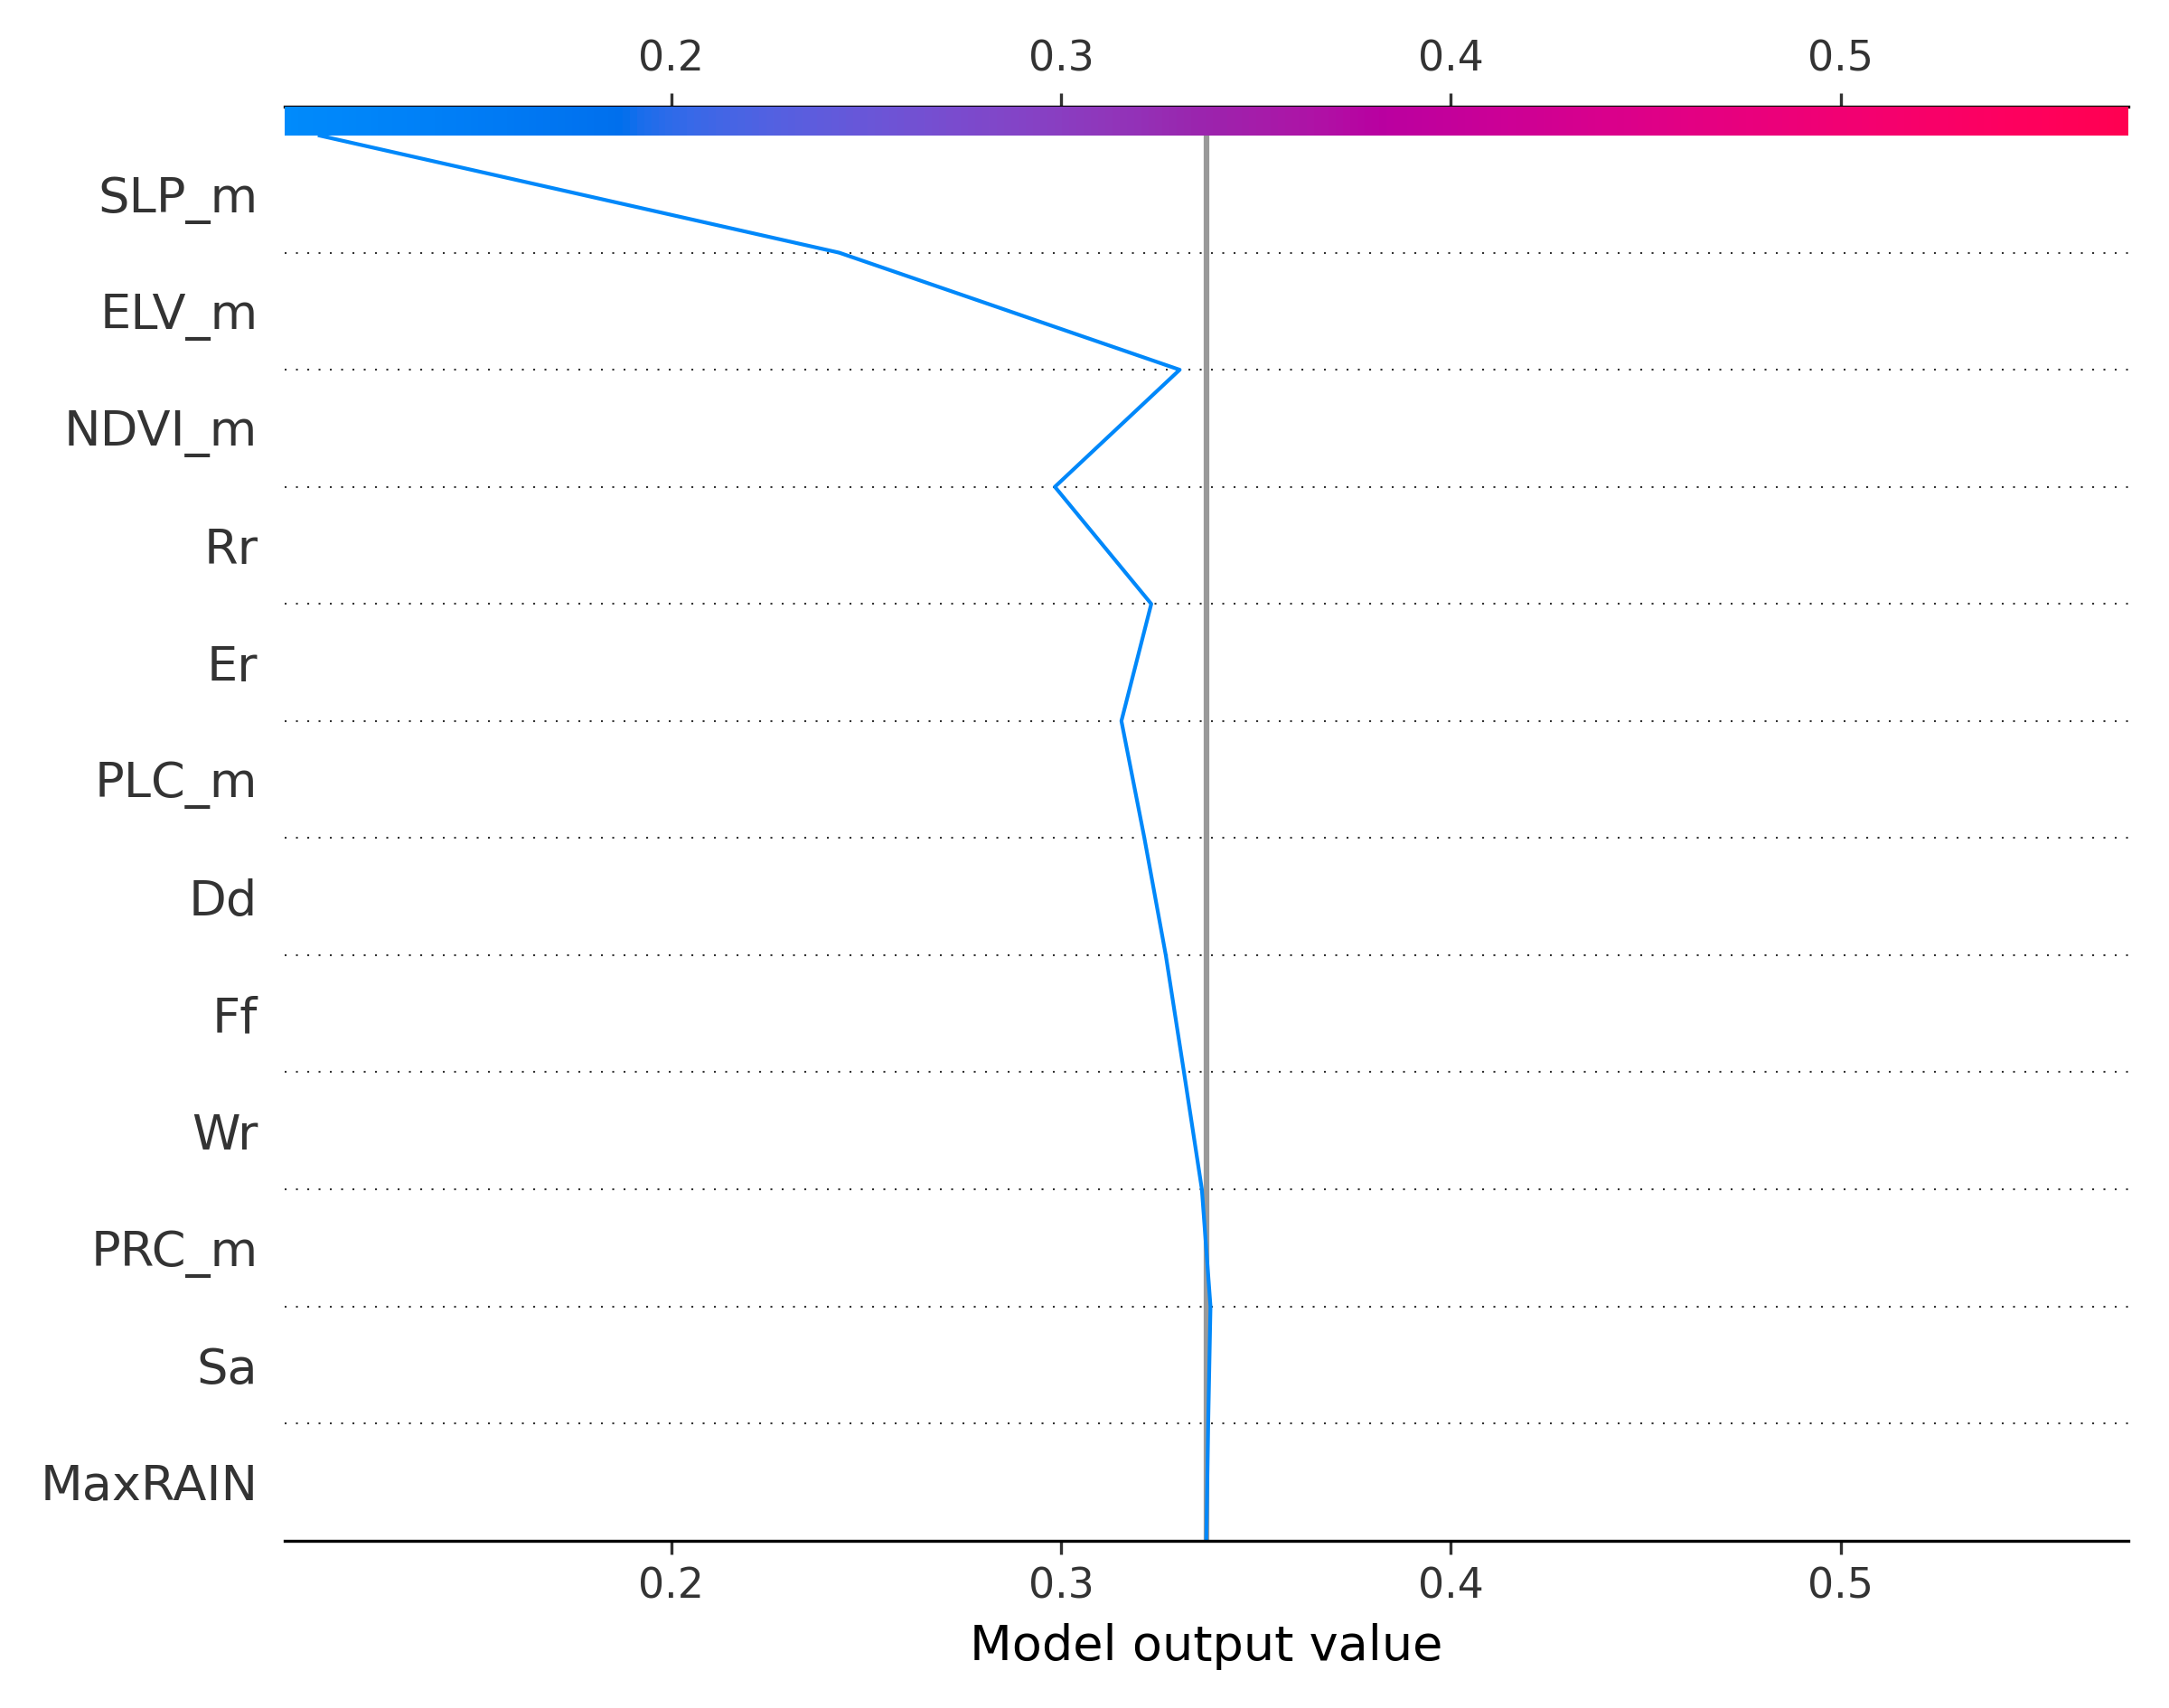 0.2 0.3 0.4 0.5
SLP_m
ELV_m
NDVI_m
Rr
Er
PLC_m
Dd
Ff
Wr
PRC_m
Sa
MaxRAIN
0.2 0.3 0.4 0.5
Model output value